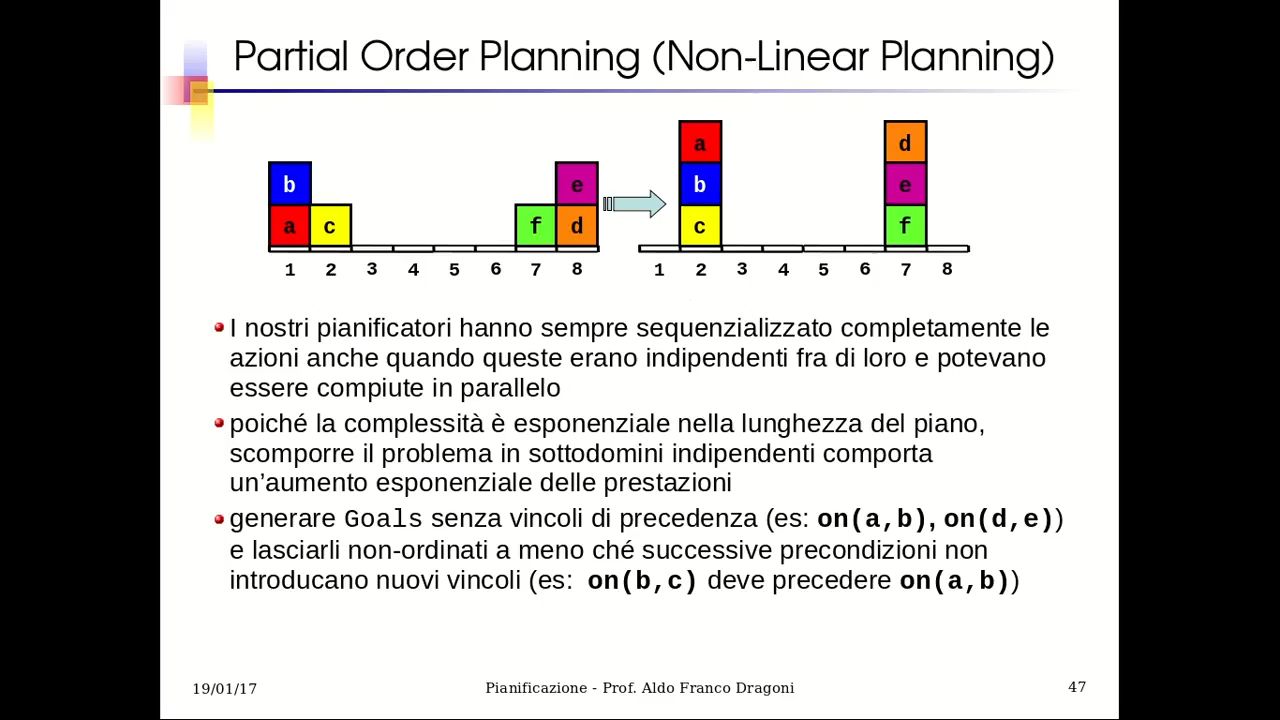 Partial Order Planning (Non-Linear Planning)
a d
b e b e
a c f d c f
1 2 3 4 5 6 7 8 1 2 3 4 5 6 7 8
I nostri pianificatori hanno sempre sequenzializzato completamente le
azioni anche quando queste erano indipendenti fra di loro e potevano
essere compiute in parallelo
poiché la complessità è esponenziale nella lunghezza del piano,
scomporre il problema in sottodomini indipendenti comporta
un’aumento esponenziale delle prestazioni
generare Goals senza vincoli di precedenza (es: on(a,b), on(d,e))
e lasciarli non-ordinati a meno ché successive precondizioni non
introducano nuovi vincoli (es: on(b,c) deve precedere on(a,b))
19/01/17 Pianificazione - Prof. Aldo Franco Dragoni 47